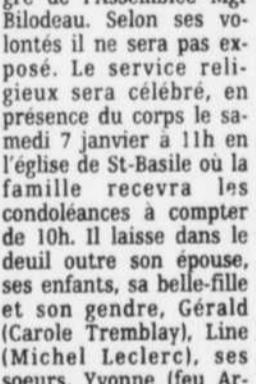 gré de l'Assemblée Mgr
Bilodeau. Selon ses vo-
lontés il ne sera pas ex-
posé. Le service reli-
gieux sera célébré, en
présence du corps le sa-
medi 7 janvier à 11h en
l'église de St-Basile où la
famille recevra les
condoléances à compter
de 10h. Il laisse dans le
deuil outre son épouse,
ses enfants, sa belle-fille
et son gendre, Gérald
(Carole Tremblay), Line
(Michel Leclerc), ses
soeurs, Yvonne (feu Ar-